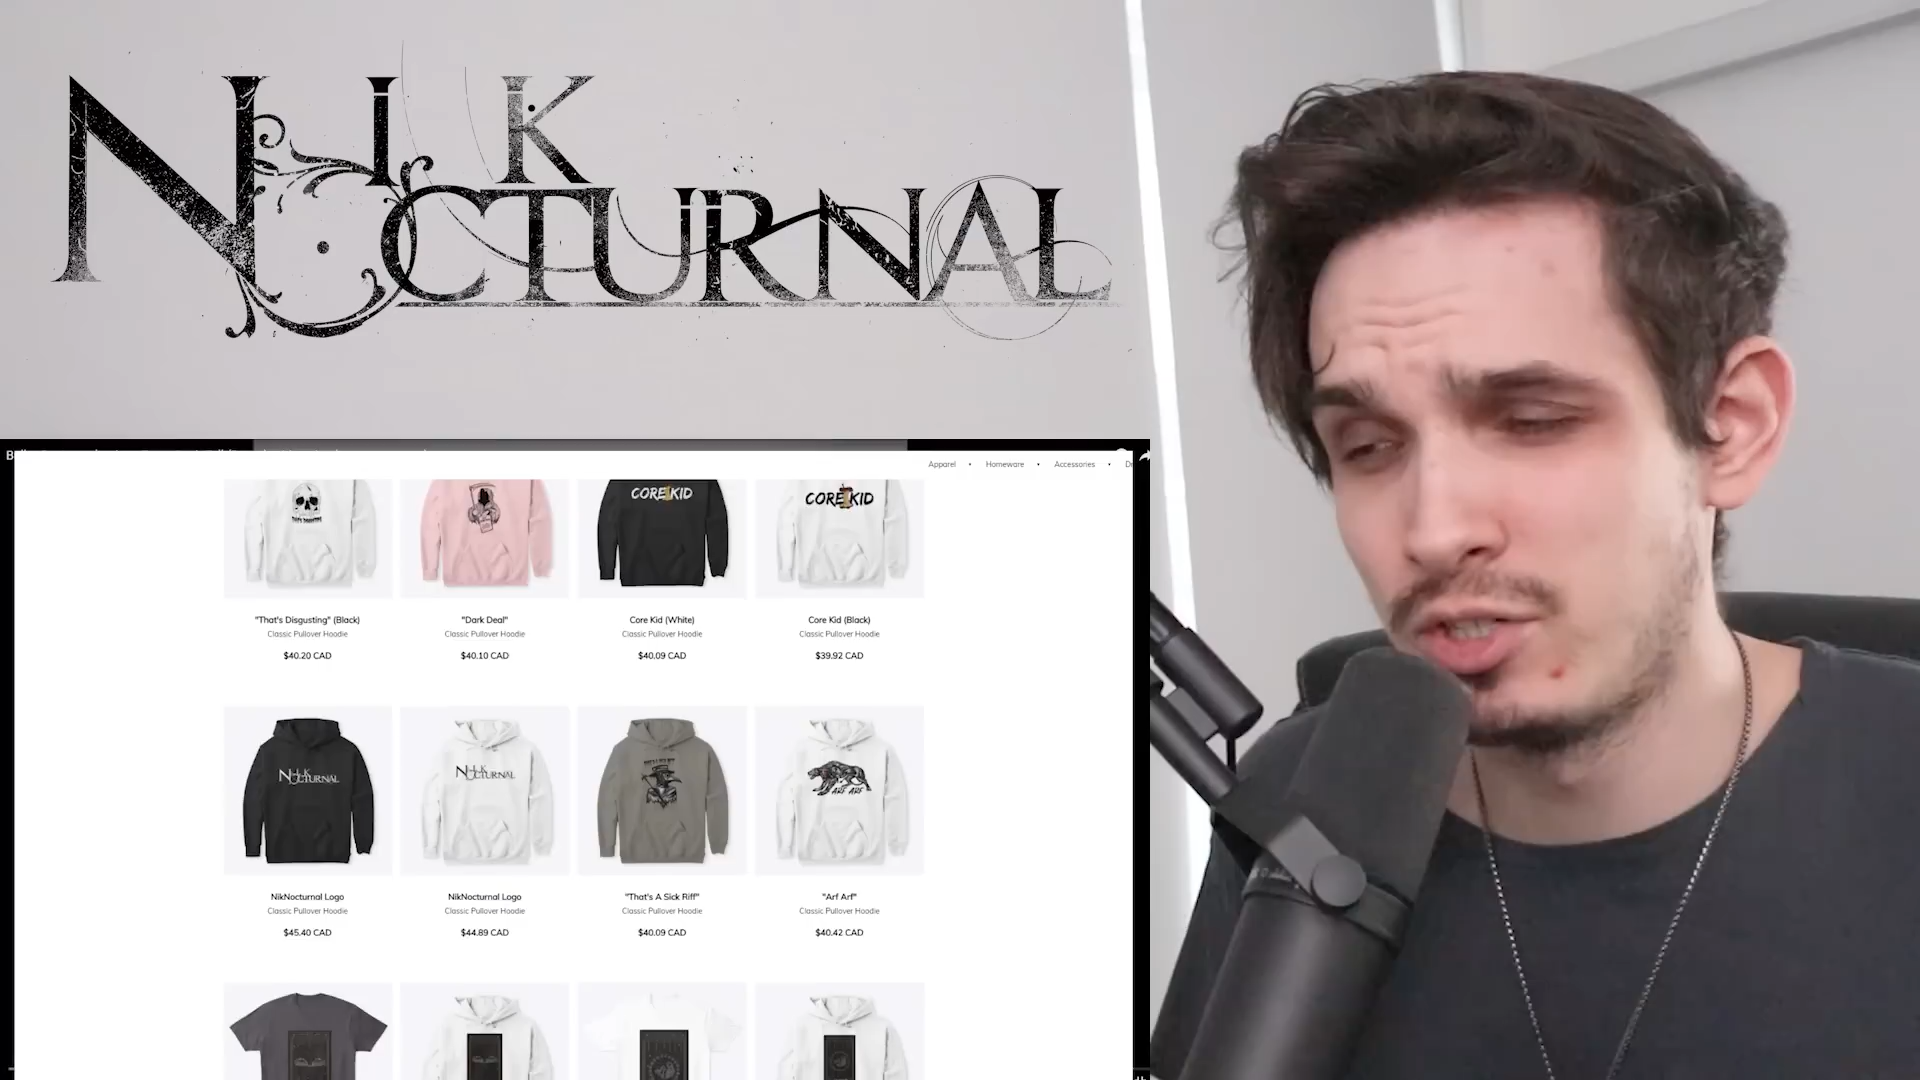 NIK
NOCTURNAL
Apparel • Homeware • Accessories •
CORE KID
CORE KID
"That's Disgusting" (Black)
Classic Pullover Hoodie
$40.20 CAD
"Dark Deal"
Classic Pullover Hoodie
$40.10 CAD
Core Kid (White)
Classic Pullover Hoodie
$40.09 CAD
Core Kid (Black)
Classic Pullover Hoodie
$39.92 CAD
NIK
NOCTURNAL
NIK
NOCTURNAL
ARF ARF
NikNocturnal Logo
Classic Pullover Hoodie
$45.40 CAD
NikNocturnal Logo
Classic Pullover Hoodie
$44.89 CAD
"That's A Sick Riff"
Classic Pullover Hoodie
$40.09 CAD
"Arf Arf"
Classic Pullover Hoodie
$40.42 CAD